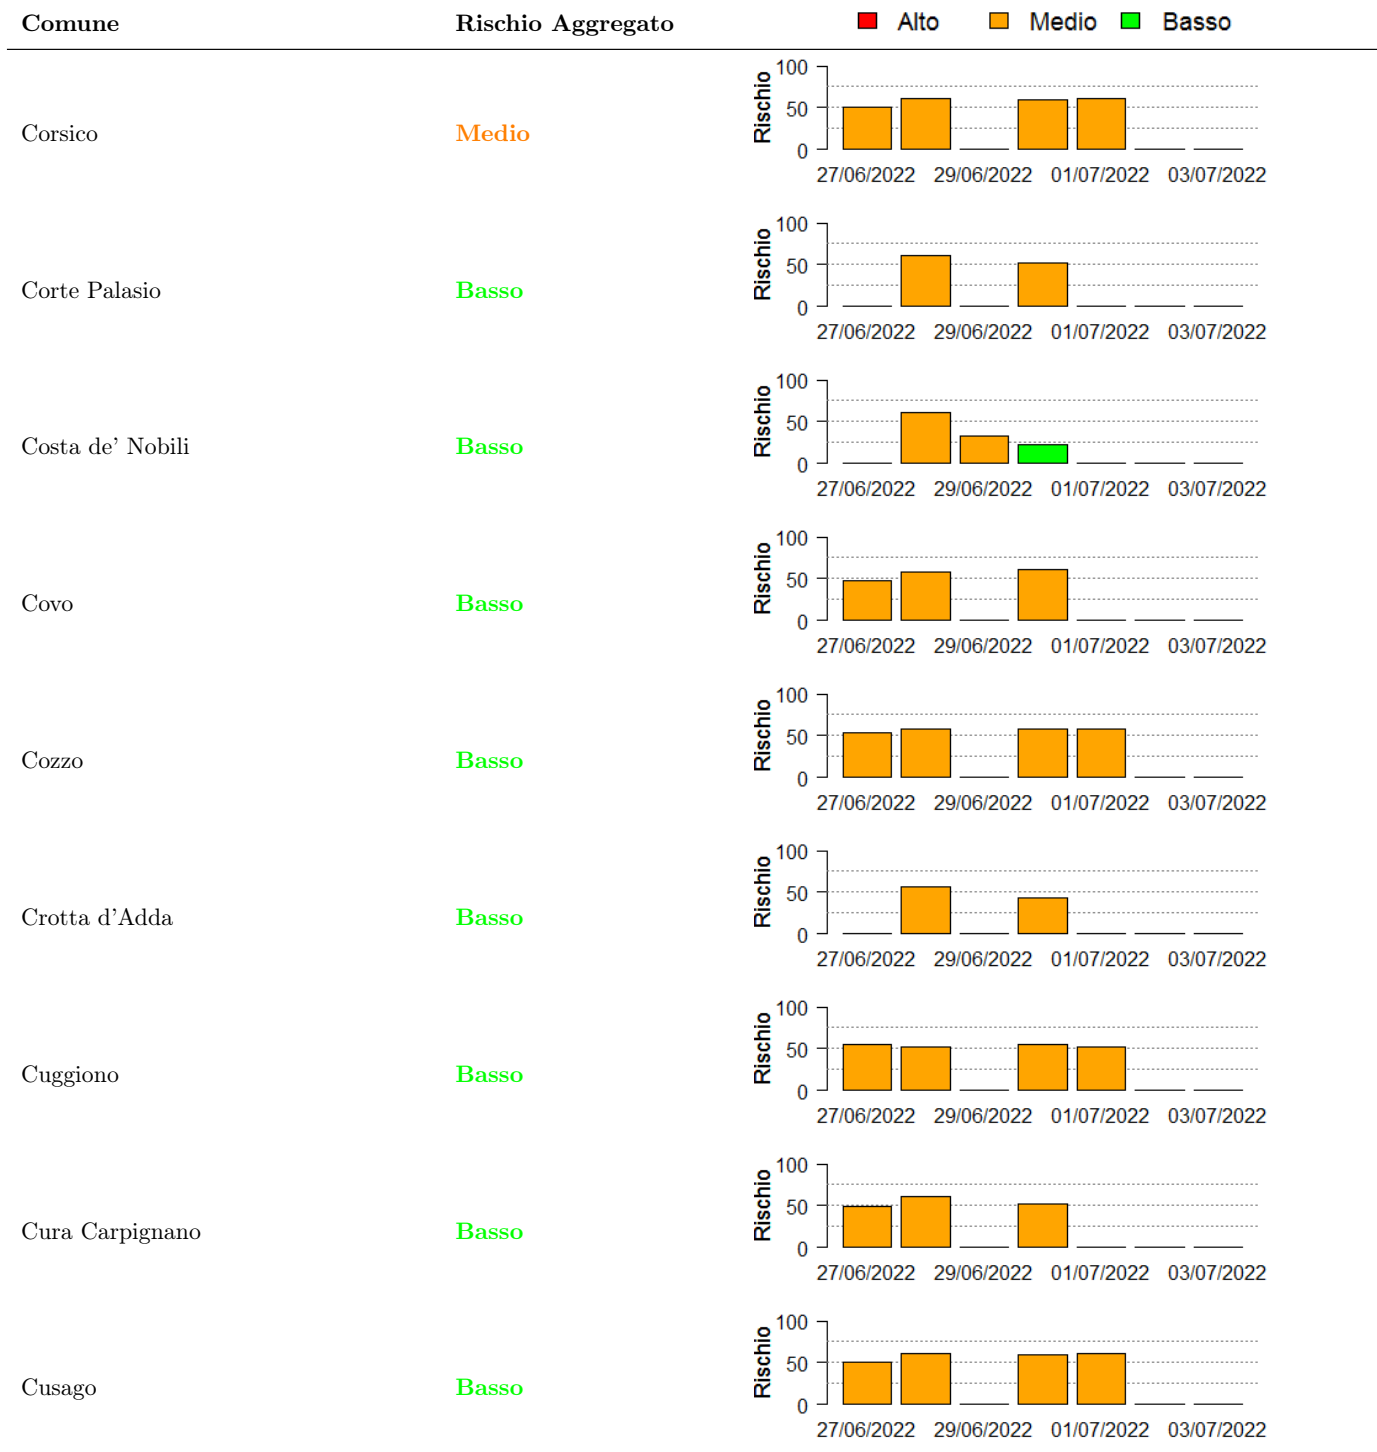 Comune Rischio Aggregato Alto Medio Basso
Corsico Medio
Rischio
100
50
0
27/06/2022 29/06/2022 01/07/2022 03/07/2022
Corte Palasio Basso
Rischio
100
50
0
27/06/2022 29/06/2022 01/07/2022 03/07/2022
Costa de' Nobili Basso
Rischio
100
50
0
27/06/2022 29/06/2022 01/07/2022 03/07/2022
Covo Basso
Rischio
100
50
0
27/06/2022 29/06/2022 01/07/2022 03/07/2022
Cozzo Basso
Rischio
100
50
0
27/06/2022 29/06/2022 01/07/2022 03/07/2022
Crotta d'Adda Basso
Rischio
100
50
0
27/06/2022 29/06/2022 01/07/2022 03/07/2022
Cuggiono Basso
Rischio
100
50
0
27/06/2022 29/06/2022 01/07/2022 03/07/2022
Cura Carpignano Basso
Rischio
100
50
0
27/06/2022 29/06/2022 01/07/2022 03/07/2022
Cusago Basso
Rischio
100
50
0
27/06/2022 29/06/2022 01/07/2022 03/07/2022